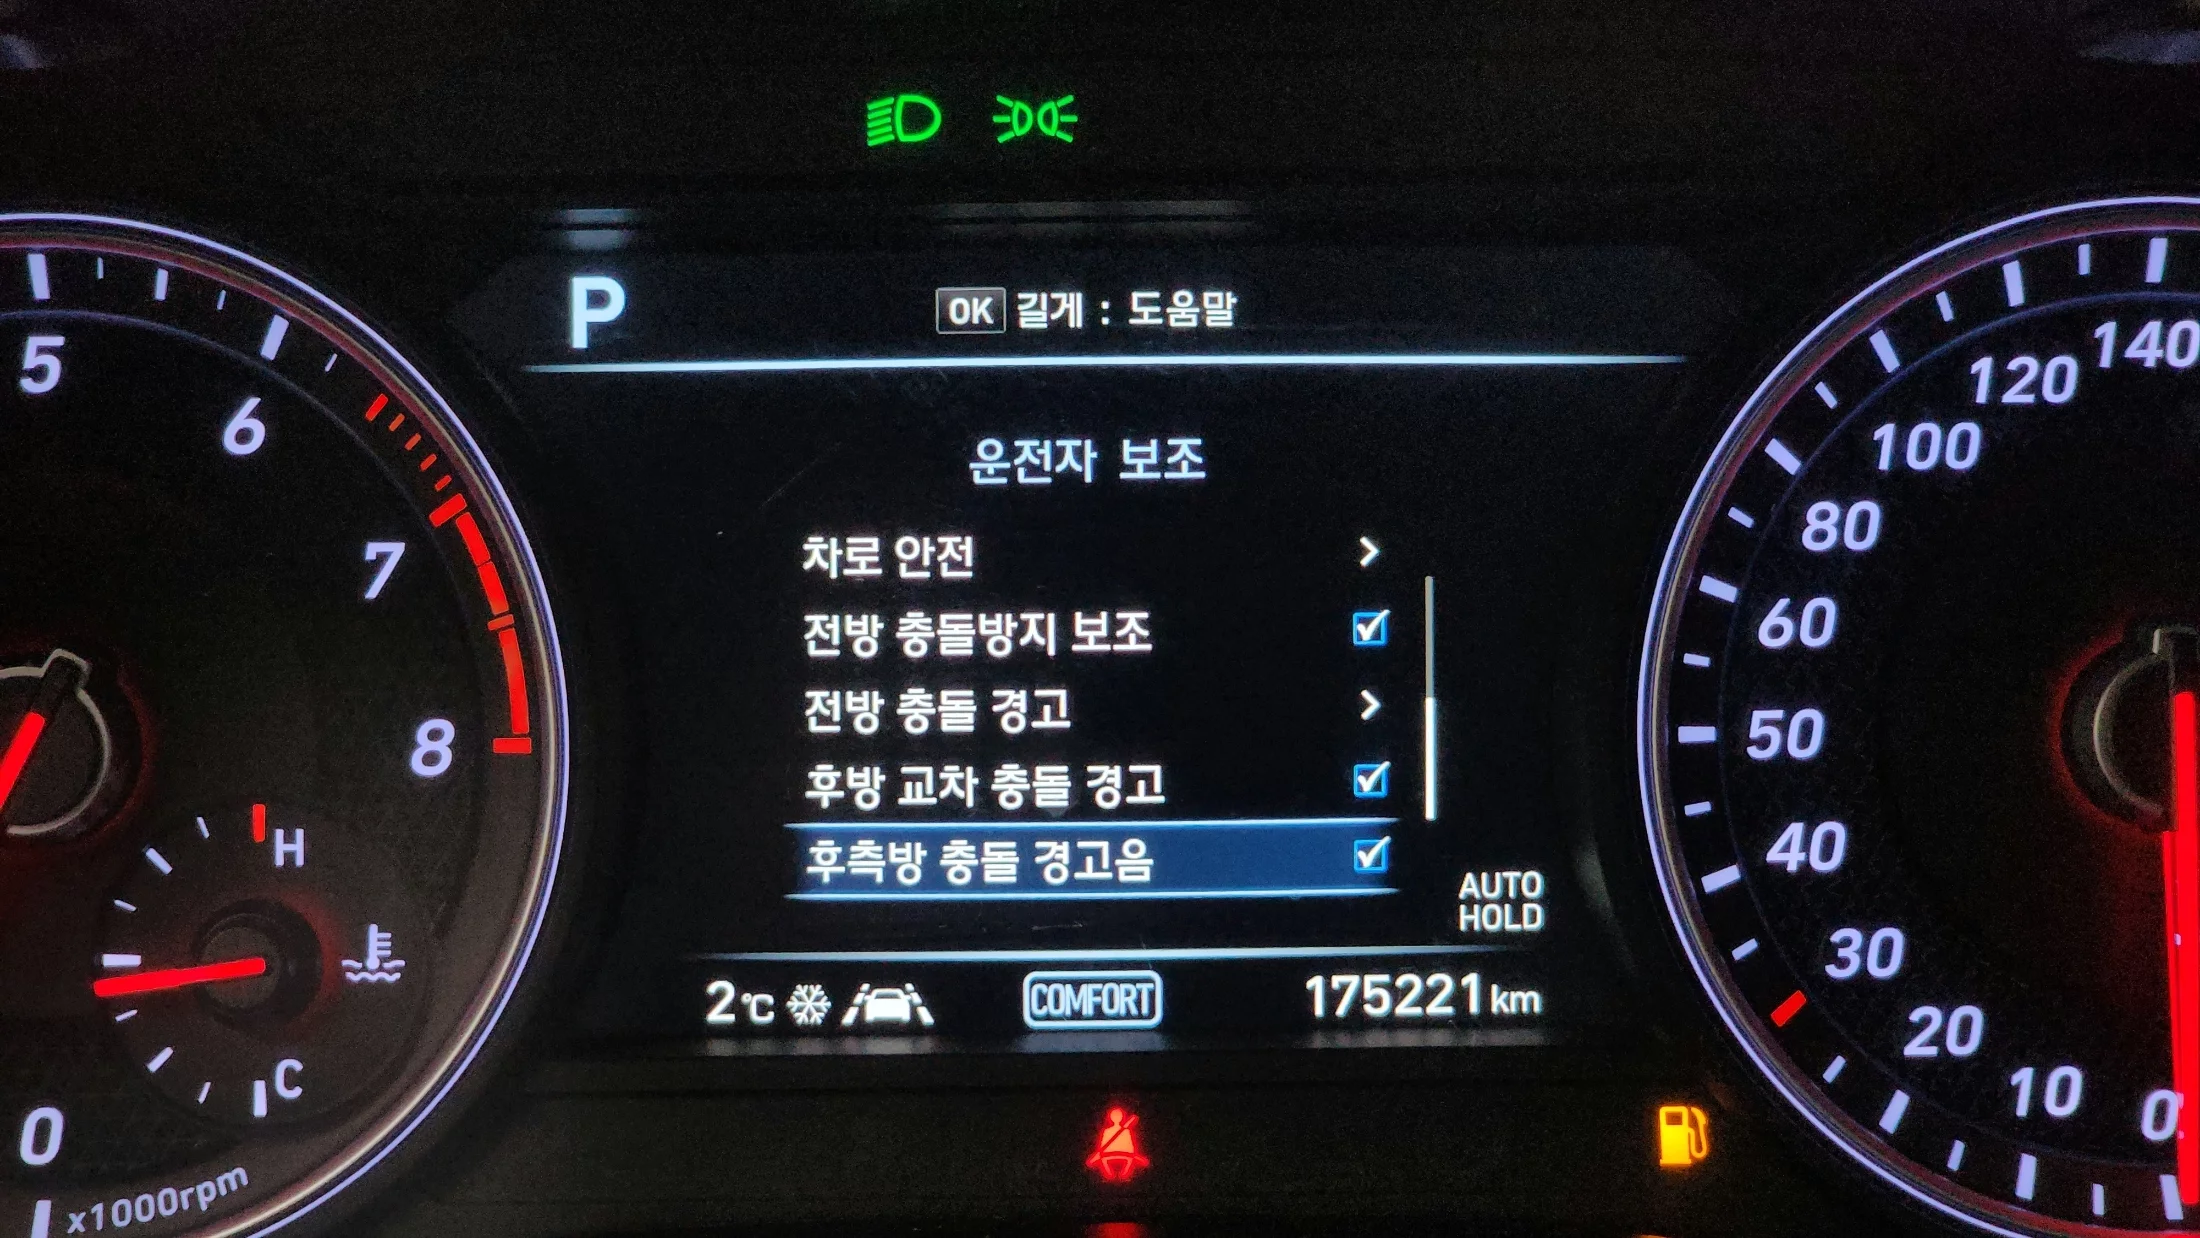 P
OK 길게 : 도움말
운전자 보조
차로 안전
전방 충돌방지 보조
전방 충돌 경고
후방 교차 충돌 경고
후측방 충돌 경고음
AUTO
HOLD
2℃
COMFORT
175221 km
5
6
7
8
H
C
0
x1000rpm
140
120
100
80
60
50
40
30
20
10
0